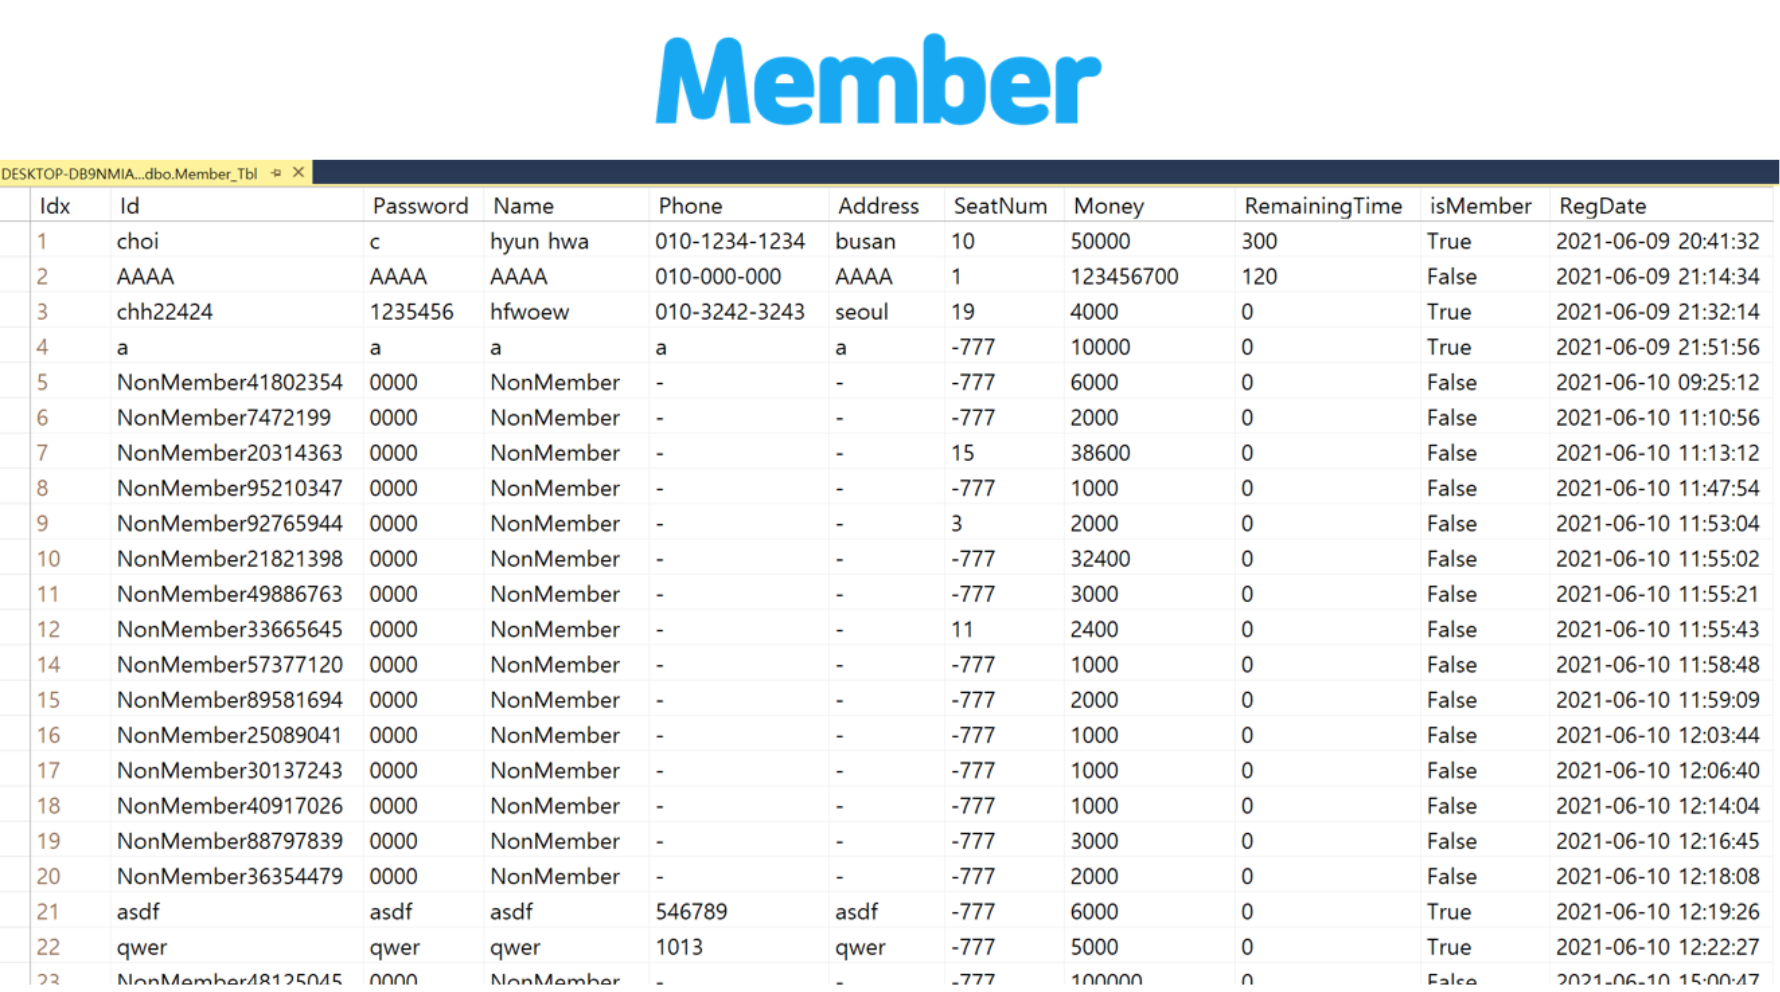 Member
DESKTOP-DB9NMIA...dbo.Member_Tbl
Idx Id Password Name Phone Address SeatNum Money RemainingTime isMember RegDate
1 choi c hyun hwa 010-1234-1234 busan 10 50000 300 True 2021-06-09 20:41:32
2 AAAA AAAA AAAA 010-000-000 AAAA 1 123456700 120 False 2021-06-09 21:14:34
3 chh22424 1235456 hfwoew 010-3242-3243 seoul 19 4000 0 True 2021-06-09 21:32:14
4 a a a a a -777 10000 0 True 2021-06-09 21:51:56
5 NonMember41802354 0000 NonMember - - -777 6000 0 False 2021-06-10 09:25:12
6 NonMember7472199 0000 NonMember - - -777 2000 0 False 2021-06-10 11:10:56
7 NonMember20314363 0000 NonMember - - 15 38600 0 False 2021-06-10 11:13:12
8 NonMember95210347 0000 NonMember - - -777 1000 0 False 2021-06-10 11:47:54
9 NonMember92765944 0000 NonMember - - 3 2000 0 False 2021-06-10 11:53:04
10 NonMember21821398 0000 NonMember - - -777 32400 0 False 2021-06-10 11:55:02
11 NonMember49886763 0000 NonMember - - -777 3000 0 False 2021-06-10 11:55:21
12 NonMember33665645 0000 NonMember - - 11 2400 0 False 2021-06-10 11:55:43
14 NonMember57377120 0000 NonMember - - -777 1000 0 False 2021-06-10 11:58:48
15 NonMember89581694 0000 NonMember - - -777 2000 0 False 2021-06-10 11:59:09
16 NonMember25089041 0000 NonMember - - -777 1000 0 False 2021-06-10 12:03:44
17 NonMember30137243 0000 NonMember - - -777 1000 0 False 2021-06-10 12:06:40
18 NonMember40917026 0000 NonMember - - -777 1000 0 False 2021-06-10 12:14:04
19 NonMember88797839 0000 NonMember - - -777 3000 0 False 2021-06-10 12:16:45
20 NonMember36354479 0000 NonMember - - -777 2000 0 False 2021-06-10 12:18:08
21 asdf asdf asdf 546789 asdf -777 6000 0 True 2021-06-10 12:19:26
22 qwer qwer qwer 1013 qwer -777 5000 0 True 2021-06-10 12:22:27
23 NonMember48125045 0000 NonMember - - -777 100000 0 False 2021-06-10 15:00:47